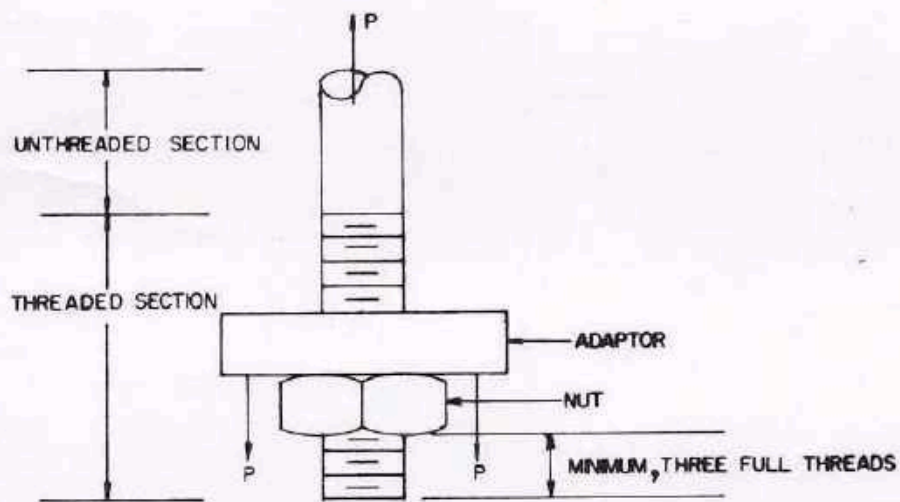 P
UNTHREADED SECTION
THREADED SECTION
ADAPTOR
NUT
P
P
MINIMUM, THREE FULL THREADS